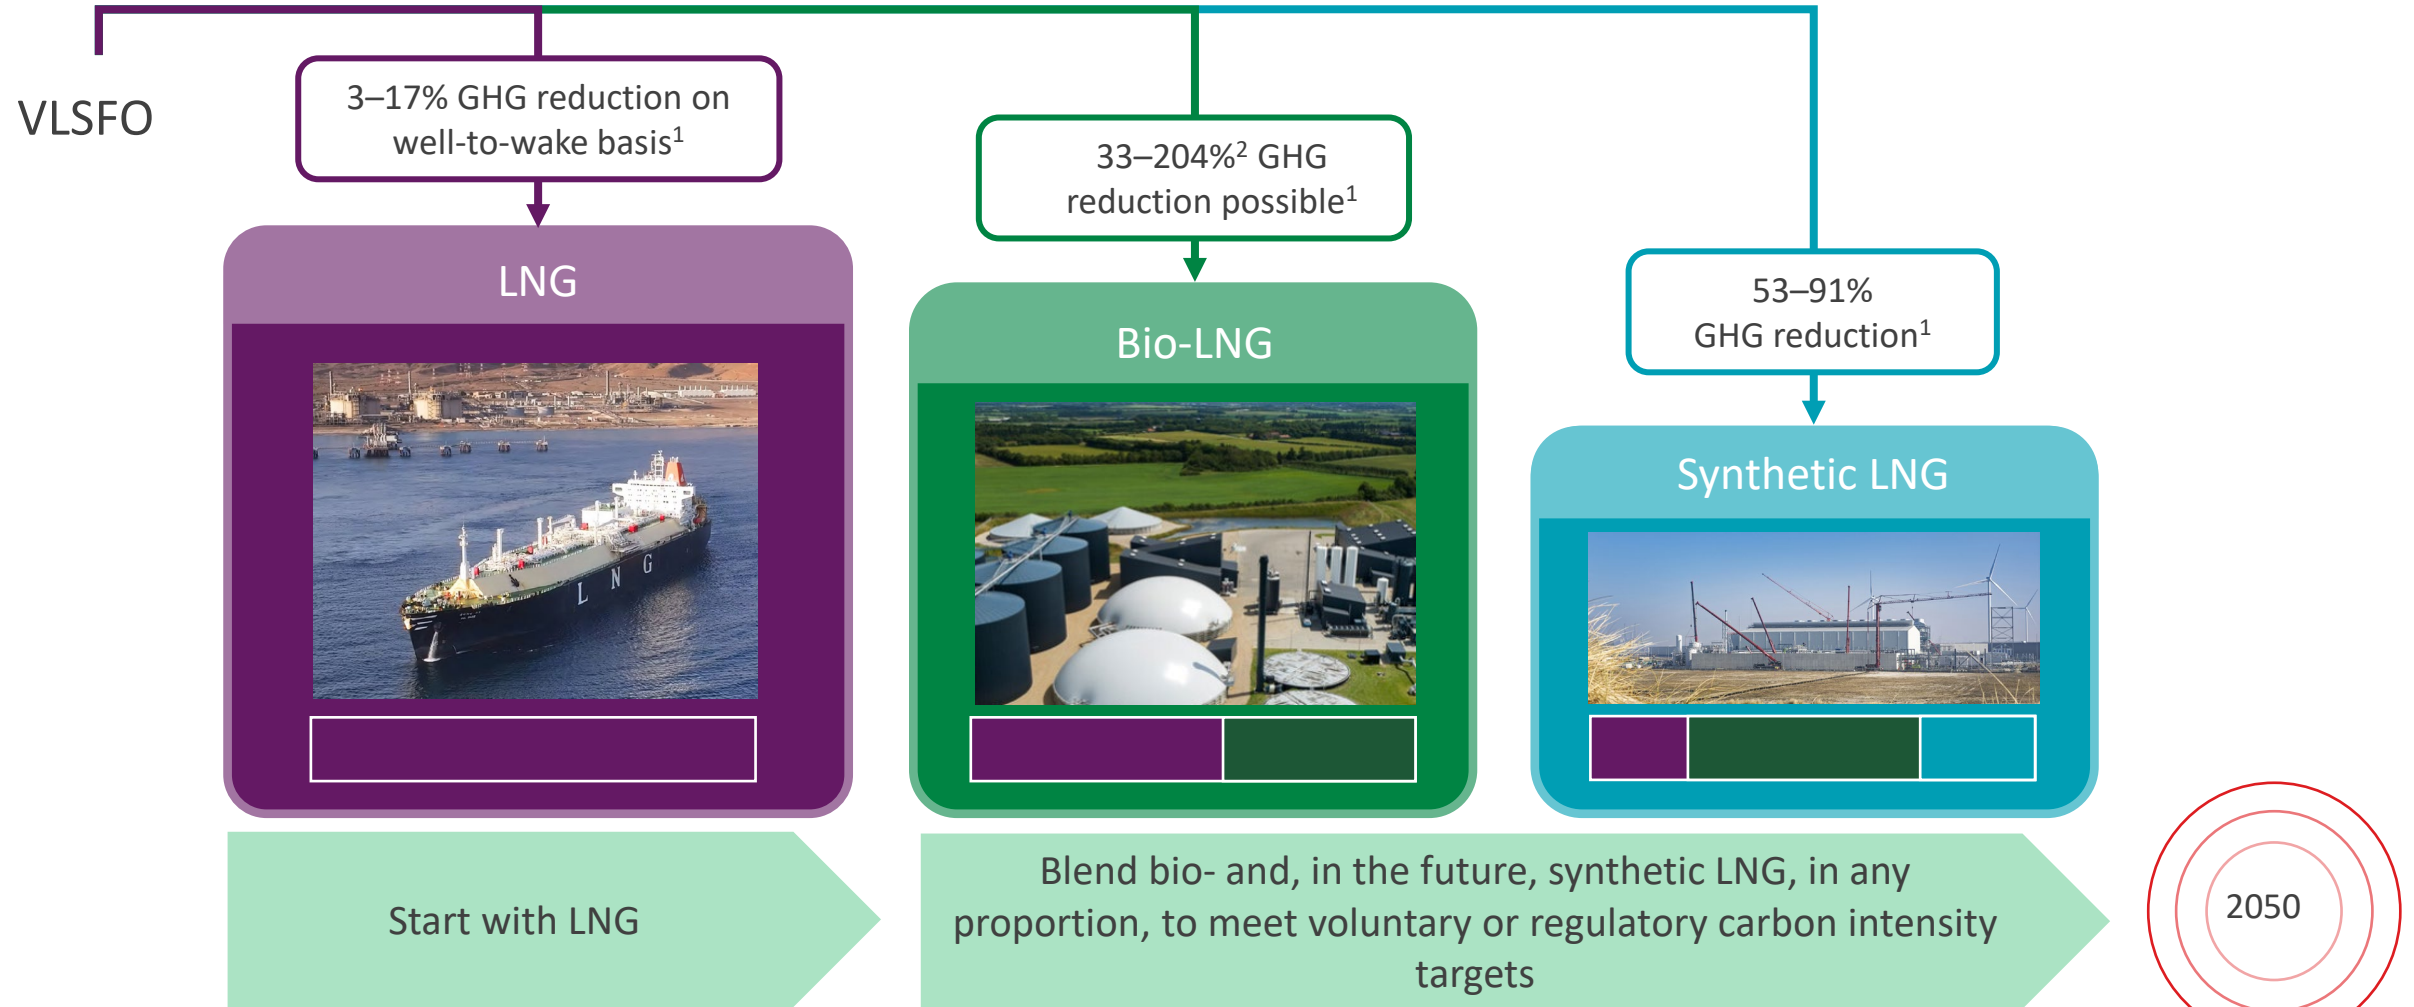 VLSFO
3–17% GHG reduction on
well-to-wake basis¹
33–204%² GHG
reduction possible¹
53–91%
GHG reduction¹
LNG
Bio-LNG
Synthetic LNG
L N G
Start with LNG
Blend bio- and, in the future, synthetic LNG, in any
proportion, to meet voluntary or regulatory carbon intensity
targets
2050